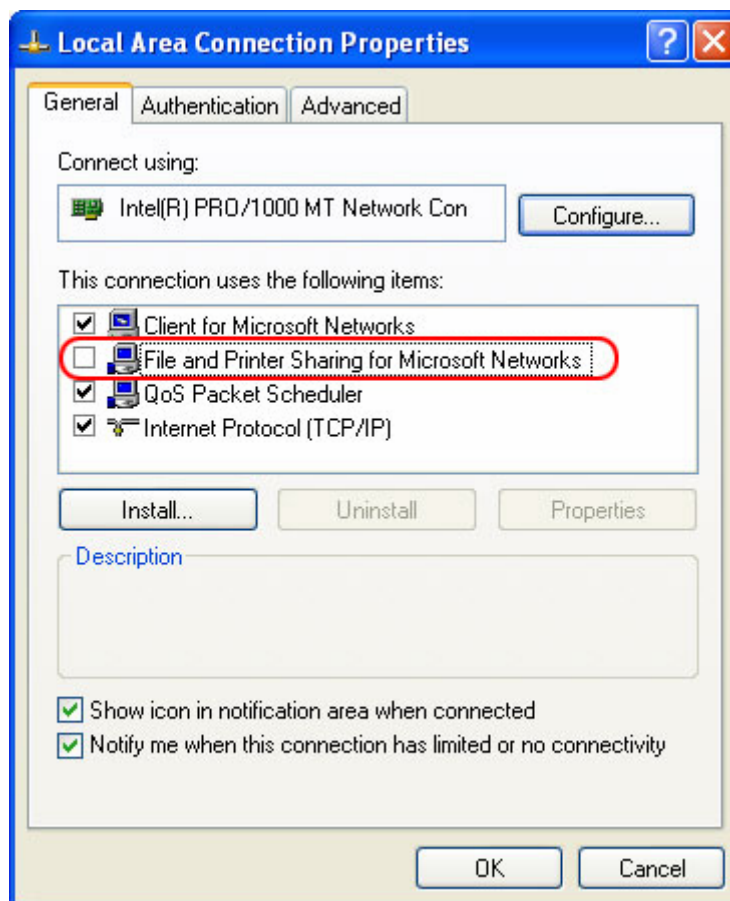 Local Area Connection Properties
General Authentication Advanced
Connect using:
Intel(R) PRO/1000 MT Network Con
Configure...
This connection uses the following items:
Client for Microsoft Networks
File and Printer Sharing for Microsoft Networks
QoS Packet Scheduler
Internet Protocol (TCP/IP)
Install... Uninstall Properties
Description
Show icon in notification area when connected
Notify me when this connection has limited or no connectivity
OK Cancel